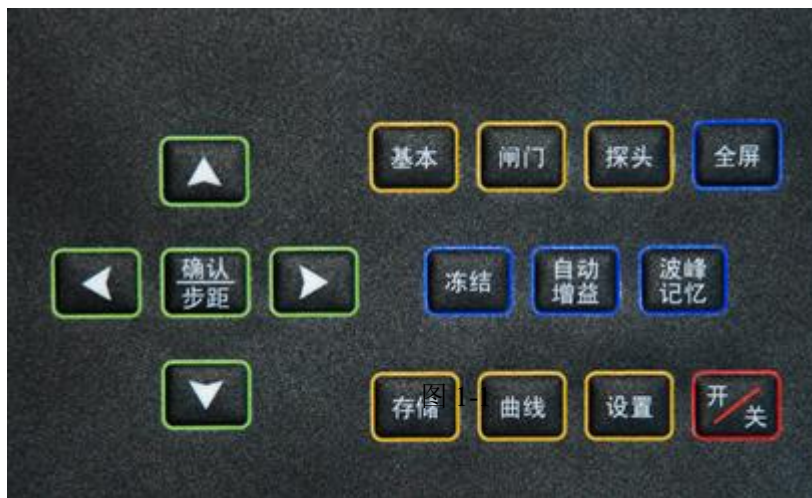 基本 闸门 探头 全屏
确认
步距
冻结
自动
增益
波峰
记忆
存储 曲线 设置 开/关
图 1-1